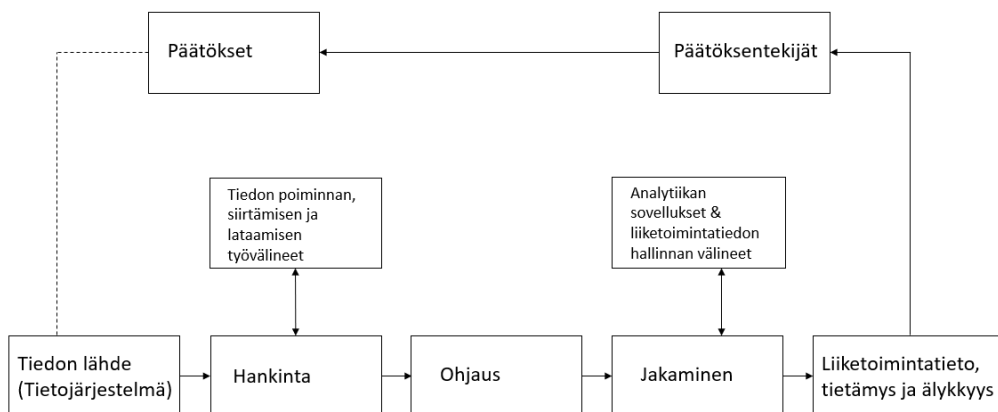 Päätökset
Päätöksentekijät
Tiedon poiminnan,
siirtämisen ja
lataamisen
työvälineet
Analytiikan
sovellukset &
liiketoimintatiedon
hallinnan välineet
Tiedon lähde
(Tietojärjestelmä)
Hankinta
Ohjaus
Jakaminen
Liiketoimintatieto,
tietämys ja älykkyys